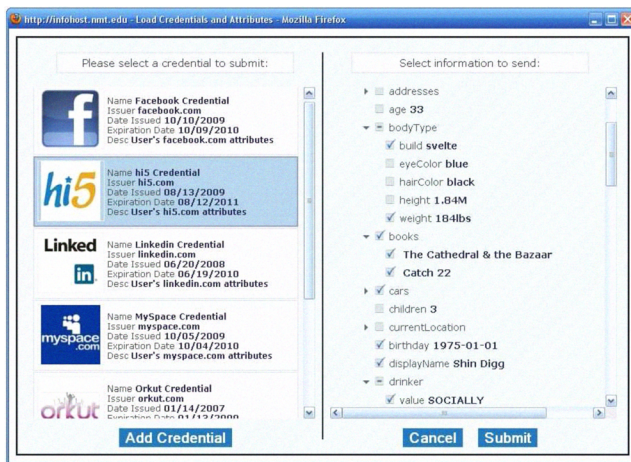 http://infohost.nmt.edu - Load Credentials and Attributes - Mozilla Firefox
Please select a credential to submit:
Name Facebook Credential
Issuer facebook.com
Date Issued 10/10/2009
Expiration Date 10/09/2010
Desc User's facebook.com attributes
hi5
Name hi5 Credential
Issuer hi5.com
Date Issued 08/13/2009
Expiration Date 08/12/2011
Desc User's hi5.com attributes
Linked in
Name Linkedin Credential
Issuer linkedin.com
Date Issued 06/20/2008
Expiration Date 06/19/2010
Desc User's linkedin.com attributes
myspace
.com
Name MySpace Credential
Issuer myspace.com
Date Issued 10/05/2009
Expiration Date 10/04/2010
Desc User's myspace.com attributes
orkut
Name Orkut Credential
Issuer orkut.com
Date Issued 01/14/2007
Expiration Date
Add Credential
Select information to send:
addresses
age 33
bodyType
build svelte
eyeColor blue
hairColor black
height 1.84M
weight 184lbs
books
The Cathedral & the Bazaar
Catch 22
cars
children 3
currentLocation
birthday 1975-01-01
displayName Shin Digg
drinker
value SOCIALLY
Cancel
Submit